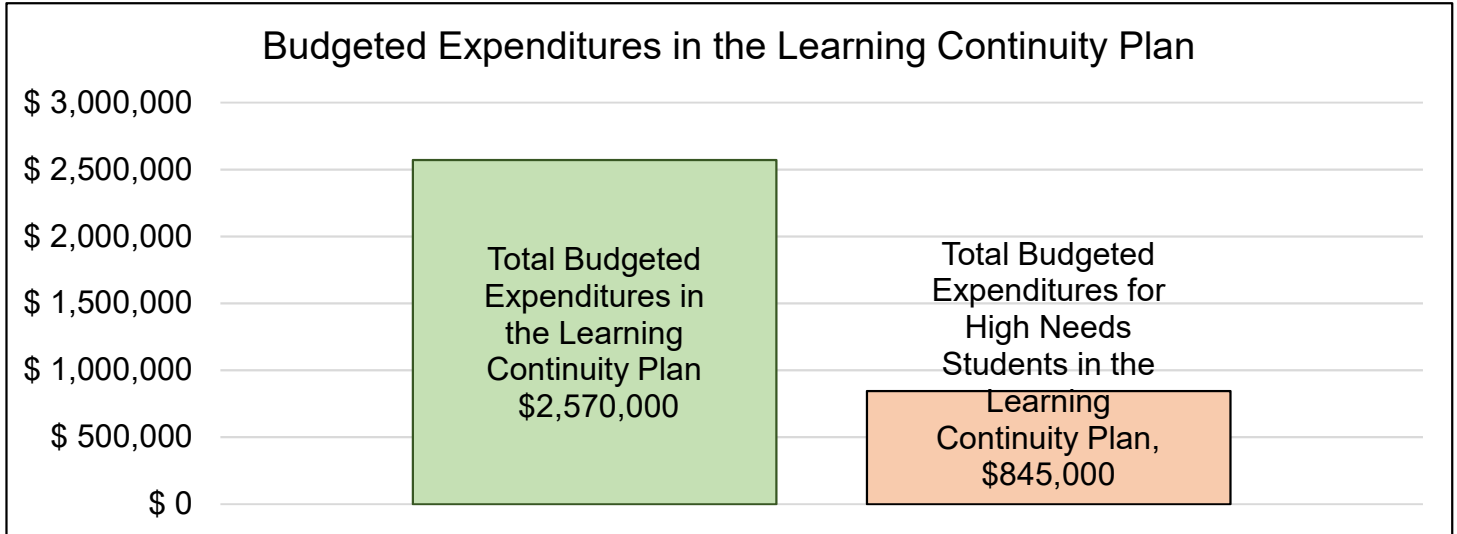 Budgeted Expenditures in the Learning Continuity Plan
$ 3,000,000
$ 2,500,000
$ 2,000,000
$ 1,500,000
$ 1,000,000
$ 500,000
$ 0
Total Budgeted
Expenditures in
the Learning
Continuity Plan
$2,570,000
Total Budgeted
Expenditures for
High Needs
Students in the
Learning
Continuity Plan,
$845,000